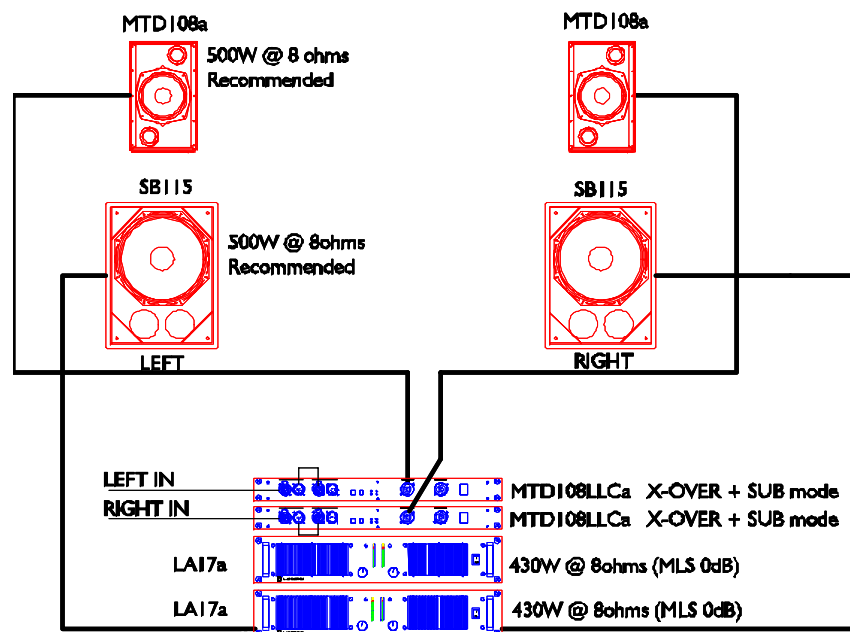 MTD108a
MTD108a
500W @ 8 ohms
Recommended
SB115
SB115
500W @ 8ohms
Recommended
LEFT
RIGHT
LEFT IN
MTD108LLCa X-OVER + SUB mode
RIGHT IN
MTD108LLCa X-OVER + SUB mode
LA17a
430W @ 8ohms (MLS 0dB)
LA17a
430W @ 8ohms (MLS 0dB)